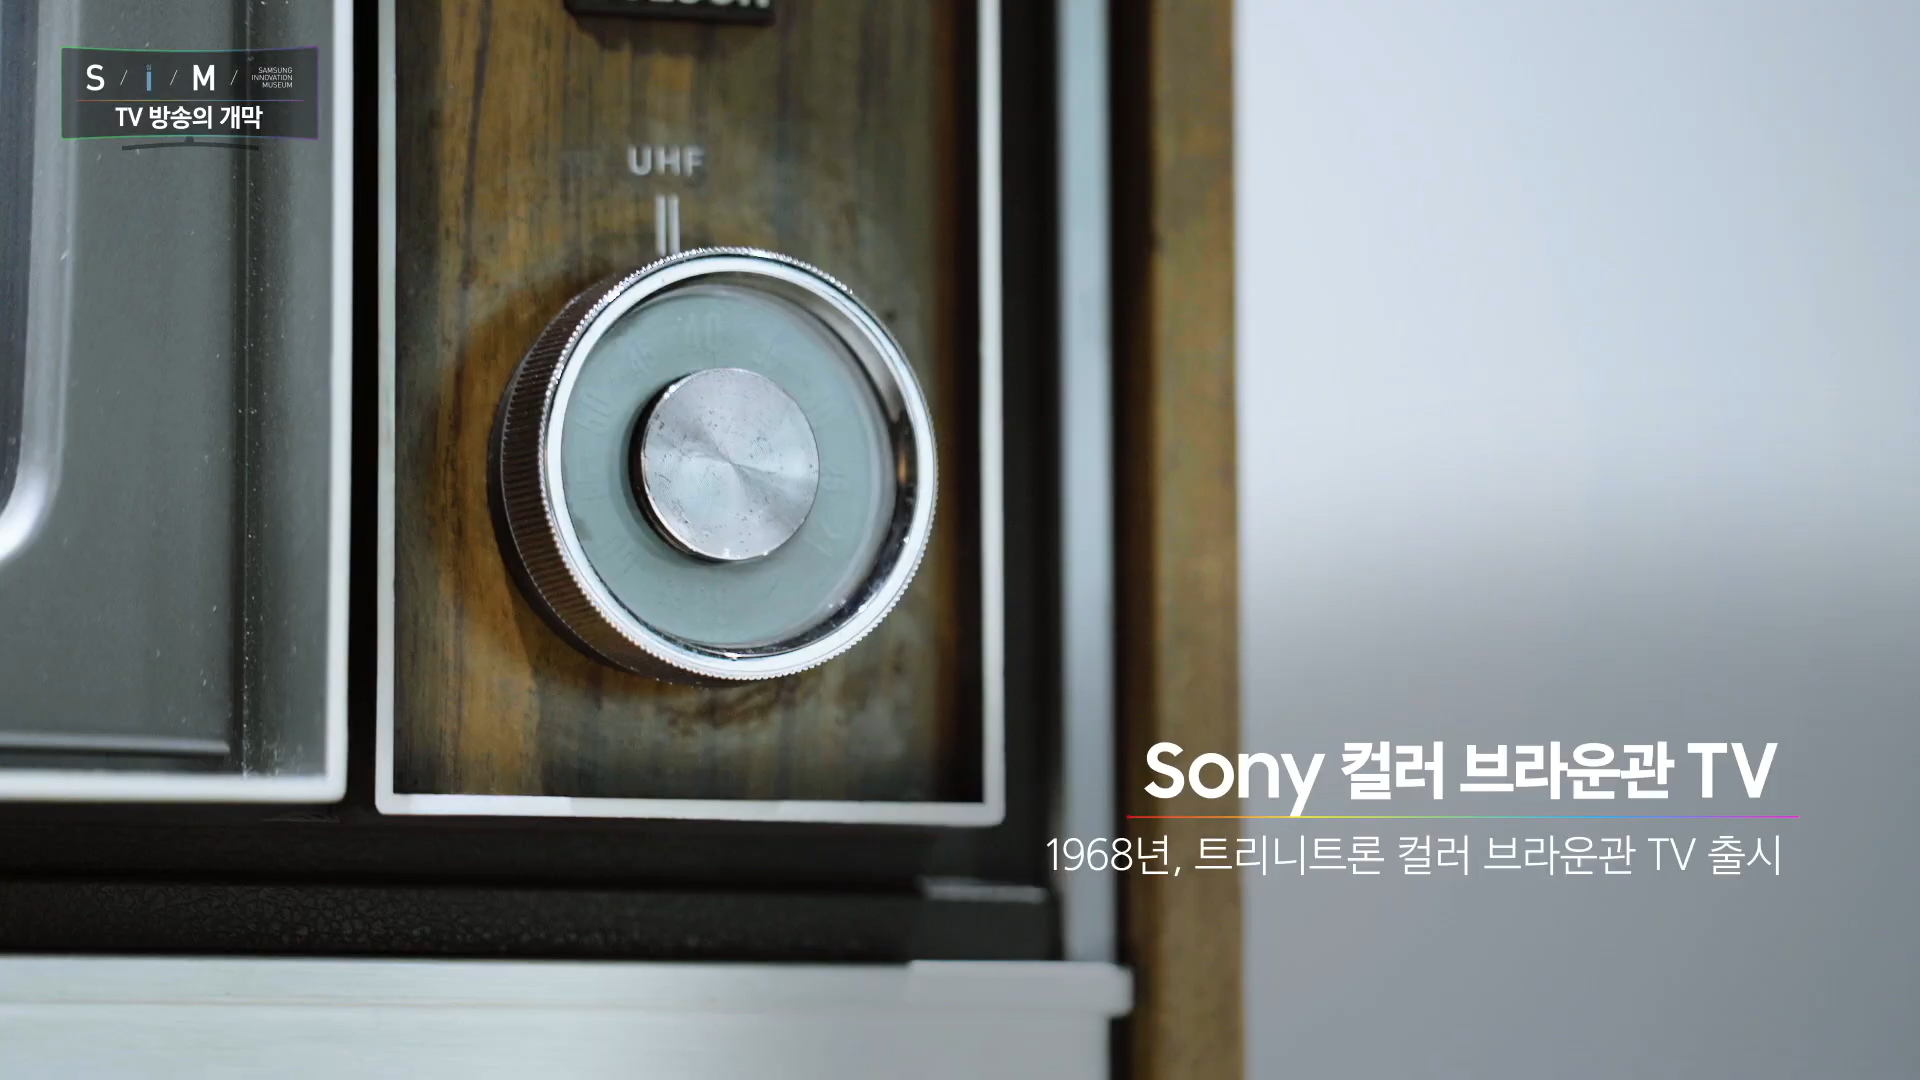 S / i / M / SAMSUNG
INNOVATION
MUSEUM
TV 방송의 개막
UHF
40
Sony 컬러 브라운관 TV
1968년, 트리니트론 컬러 브라운관 TV 출시